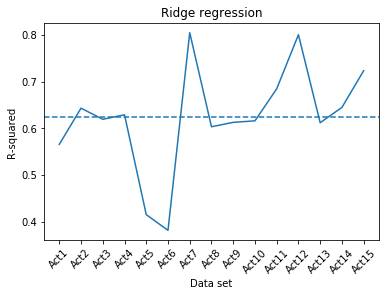 Ridge regression
R-squared
0.8
0.7
0.6
0.5
0.4
Act1 Act2 Act3 Act4 Act5 Act6 Act7 Act8 Act9 Act10 Act11 Act12 Act13 Act14 Act15
Data set